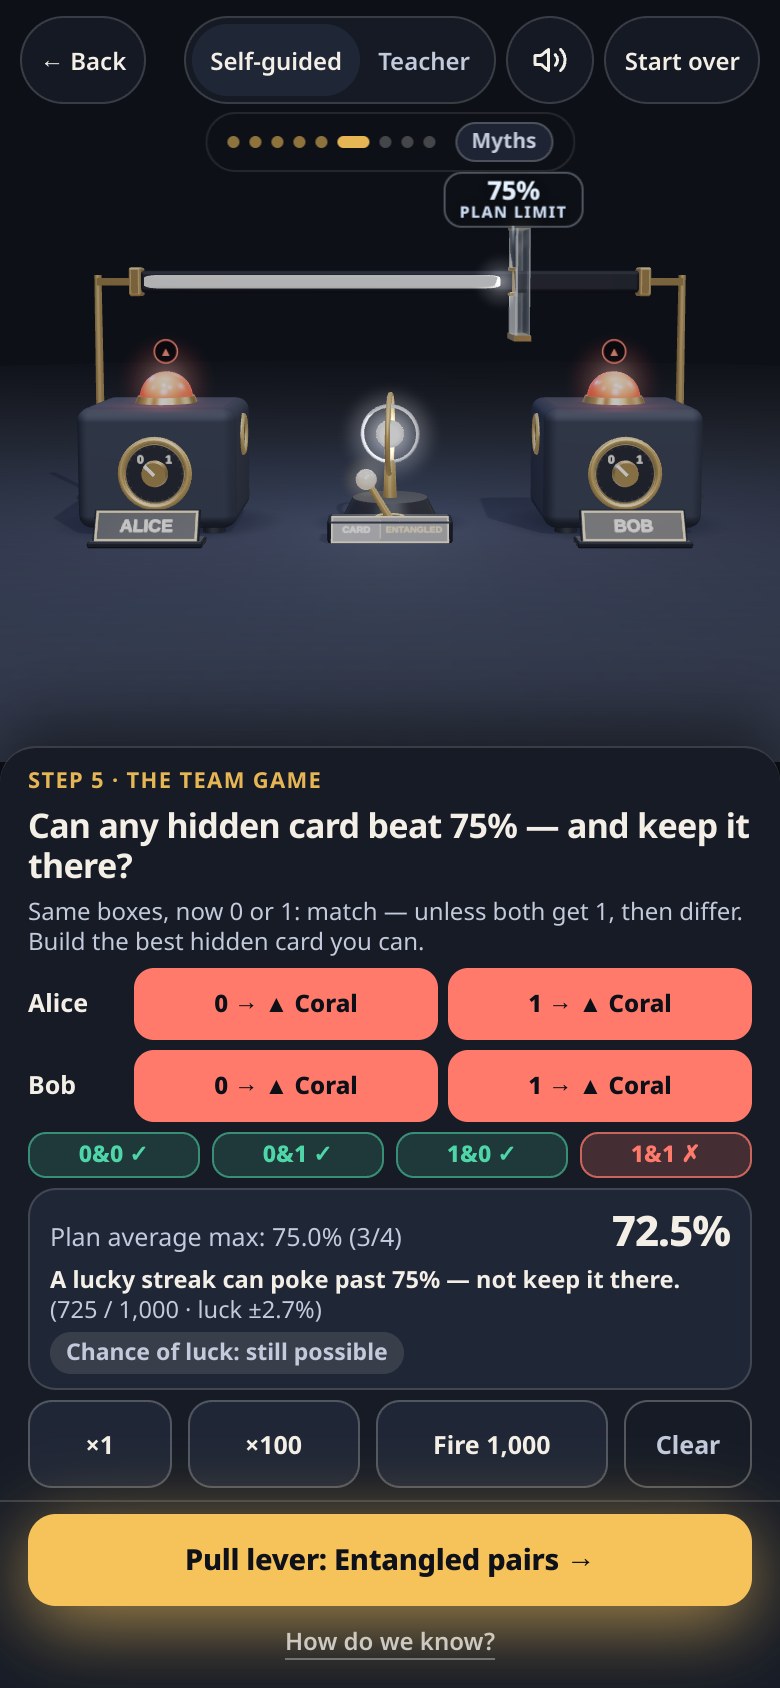 ← Back
Self-guided
Teacher
Start over
Myths
75%
PLAN LIMIT
▲
▲
0 1
0 1
ALICE
CARD ENTANGLED
BOB
STEP 5 · THE TEAM GAME
Can any hidden card beat 75% — and keep it
there?
Same boxes, now 0 or 1: match — unless both get 1, then differ.
Build the best hidden card you can.
Alice
0 → ▲ Coral
1 → ▲ Coral
Bob
0 → ▲ Coral
1 → ▲ Coral
0&0 ✓
0&1 ✓
1&0 ✓
1&1 ✗
Plan average max: 75.0% (3/4)
72.5%
A lucky streak can poke past 75% — not keep it there.
(725 / 1,000 · luck ±2.7%)
Chance of luck: still possible
×1
×100
Fire 1,000
Clear
Pull lever: Entangled pairs →
How do we know?